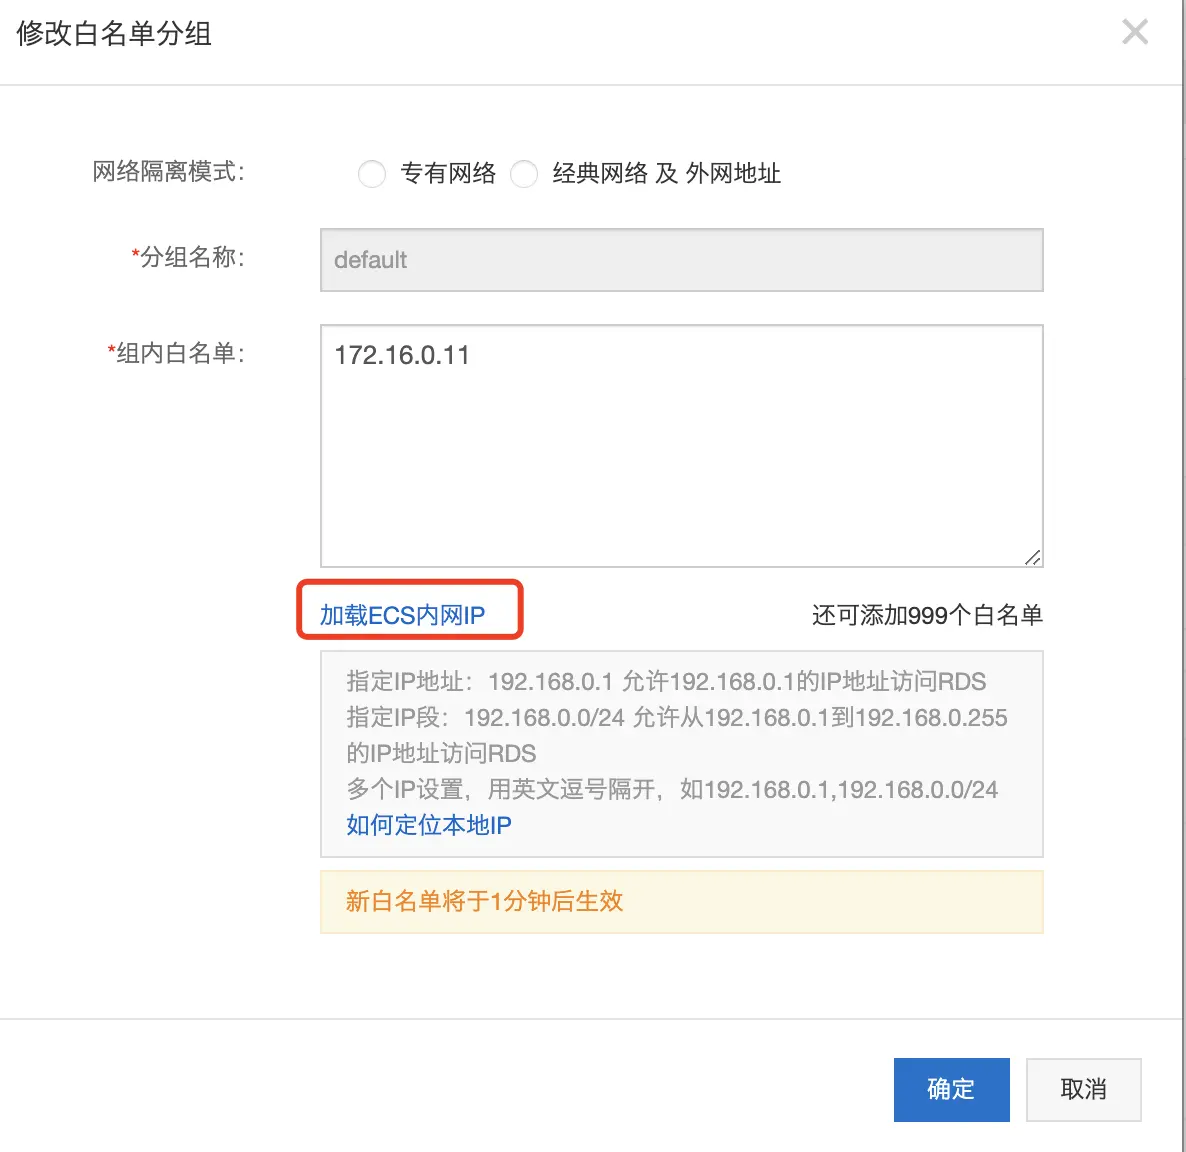 修改白名单分组
网络隔离模式： 专有网络 经典网络 及 外网地址
*分组名称： default
*组内白名单： 172.16.0.11
加载ECS内网IP 还可添加999个白名单
指定IP地址：192.168.0.1 允许192.168.0.1的IP地址访问RDS
指定IP段：192.168.0.0/24 允许从192.168.0.1到192.168.0.255
的IP地址访问RDS
多个IP设置，用英文逗号隔开，如192.168.0.1,192.168.0.0/24
如何定位本地IP
新白名单将于1分钟后生效
确定 取消